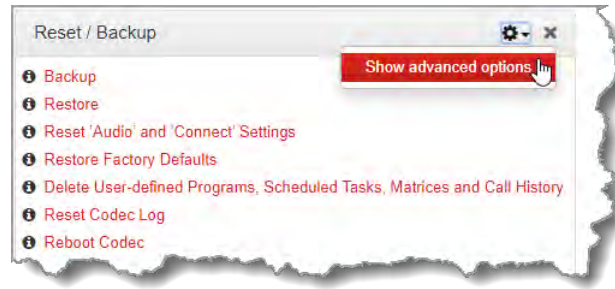 Reset / Backup
Show advanced options
Backup
Restore
Reset 'Audio' and 'Connect' Settings
Restore Factory Defaults
Delete User-defined Programs, Scheduled Tasks, Matrices and Call History
Reset Codec Log
Reboot Codec